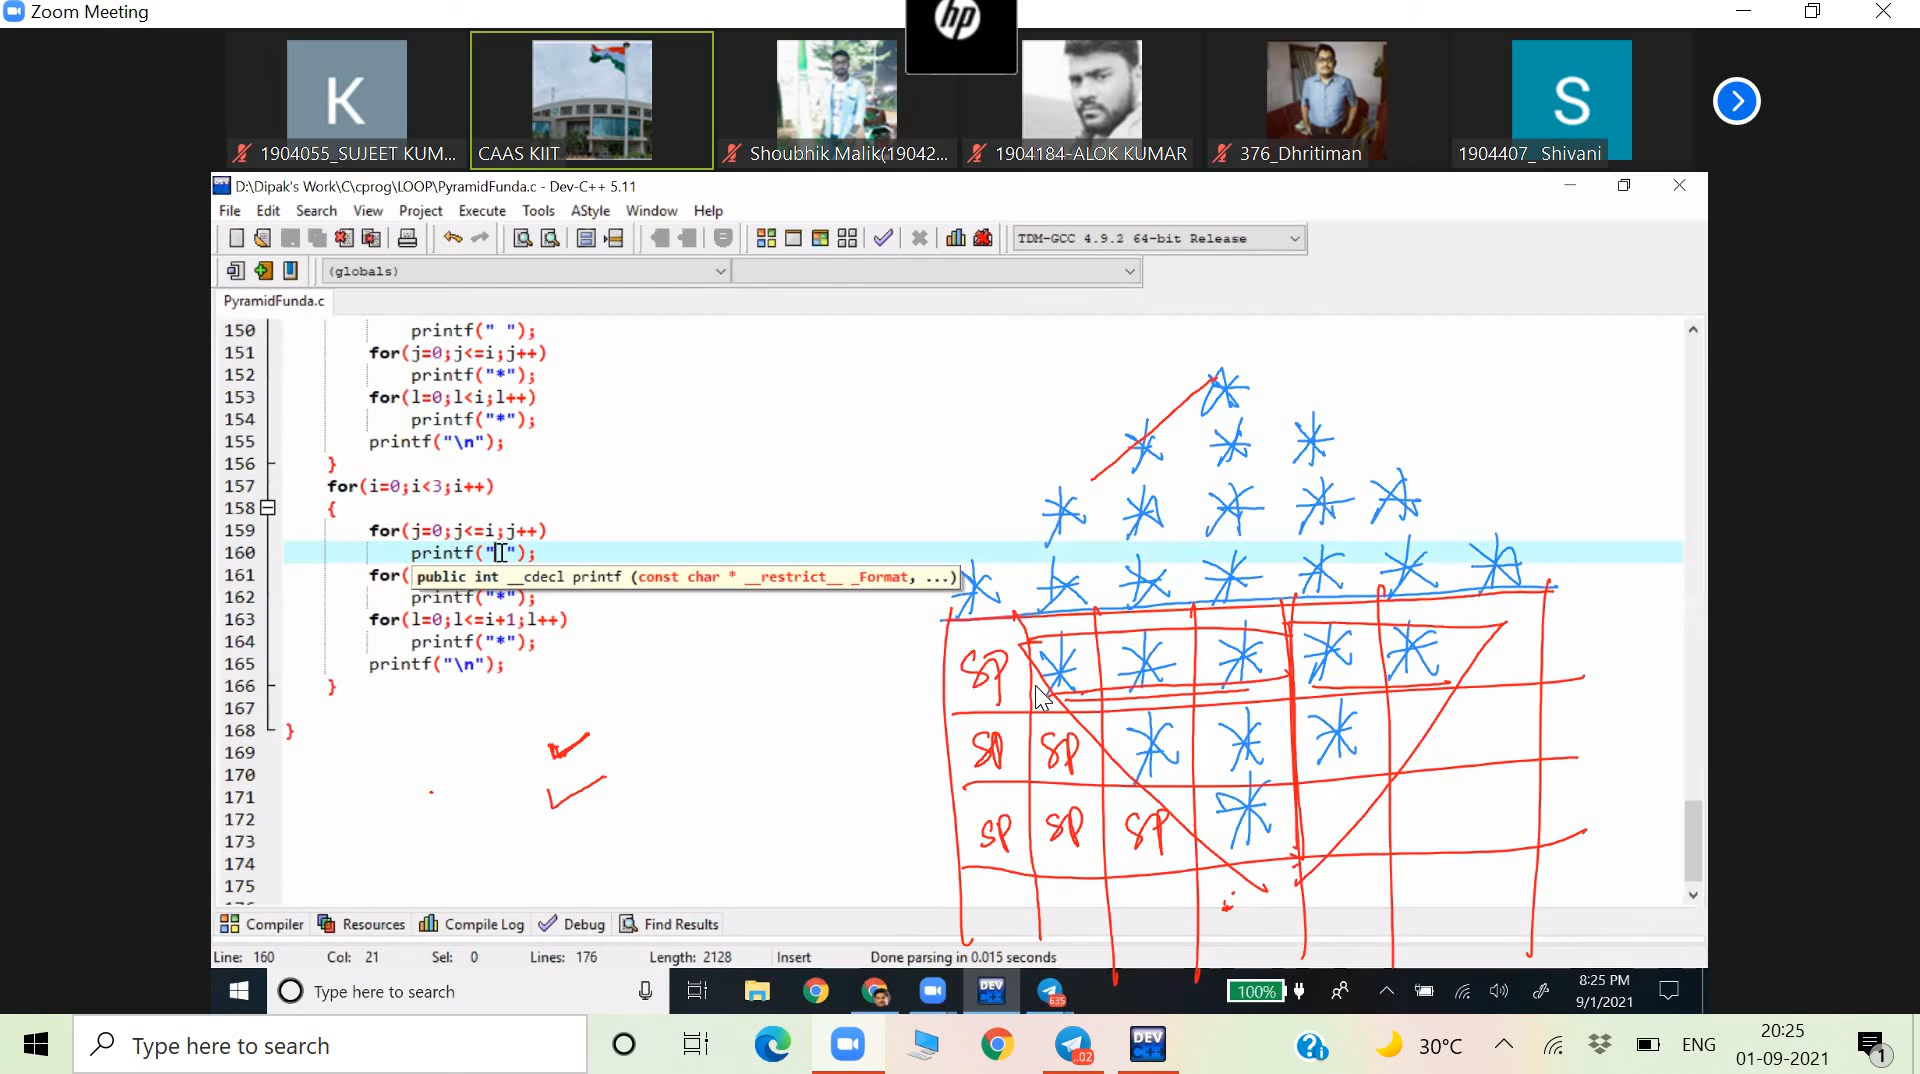 Zoom Meeting
hp
K
S
1904055_SUJEET KUM...
CAAS KIIT
Shoubhik Malik(19042...
1904184-ALOK KUMAR
376_Dhritiman
1904407_ Shivani
D:\Dipak's Work\C\cprog\LOOP\PyramidFunda.c - Dev-C++ 5.11
File Edit Search View Project Execute Tools AStyle Window Help
TDM-GCC 4.9.2 64-bit Release
(globals)
PyramidFunda.c
150 printf(" ");
151 for(j=0;j<=i;j++)
152 printf("*");
153 for(l=0;l<i;l++)
154 printf("*");
155 printf("\n");
156 }
157 for(i=0;i<3;i++)
158 {
159 for(j=0;j<=i;j++)
160 printf(" ");
161 for(
public int __cdecl printf (const char * __restrict__ _Format, ...)
162 printf("*");
163 for(l=0;l<=i+1;l++)
164 printf("*");
165 printf("\n");
166 }
167
168 }
169
170
171
172
173
174
175
SP
SP SP
SP SP SP
Compiler Resources Compile Log Debug Find Results
Line: 160 Col: 21 Sel: 0 Lines: 176 Length: 2128 Insert Done parsing in 0.015 seconds
Type here to search
DEV
635
100%
8:25 PM
9/1/2021
Type here to search
..02
DEV
30°C
ENG
20:25
01-09-2021
1